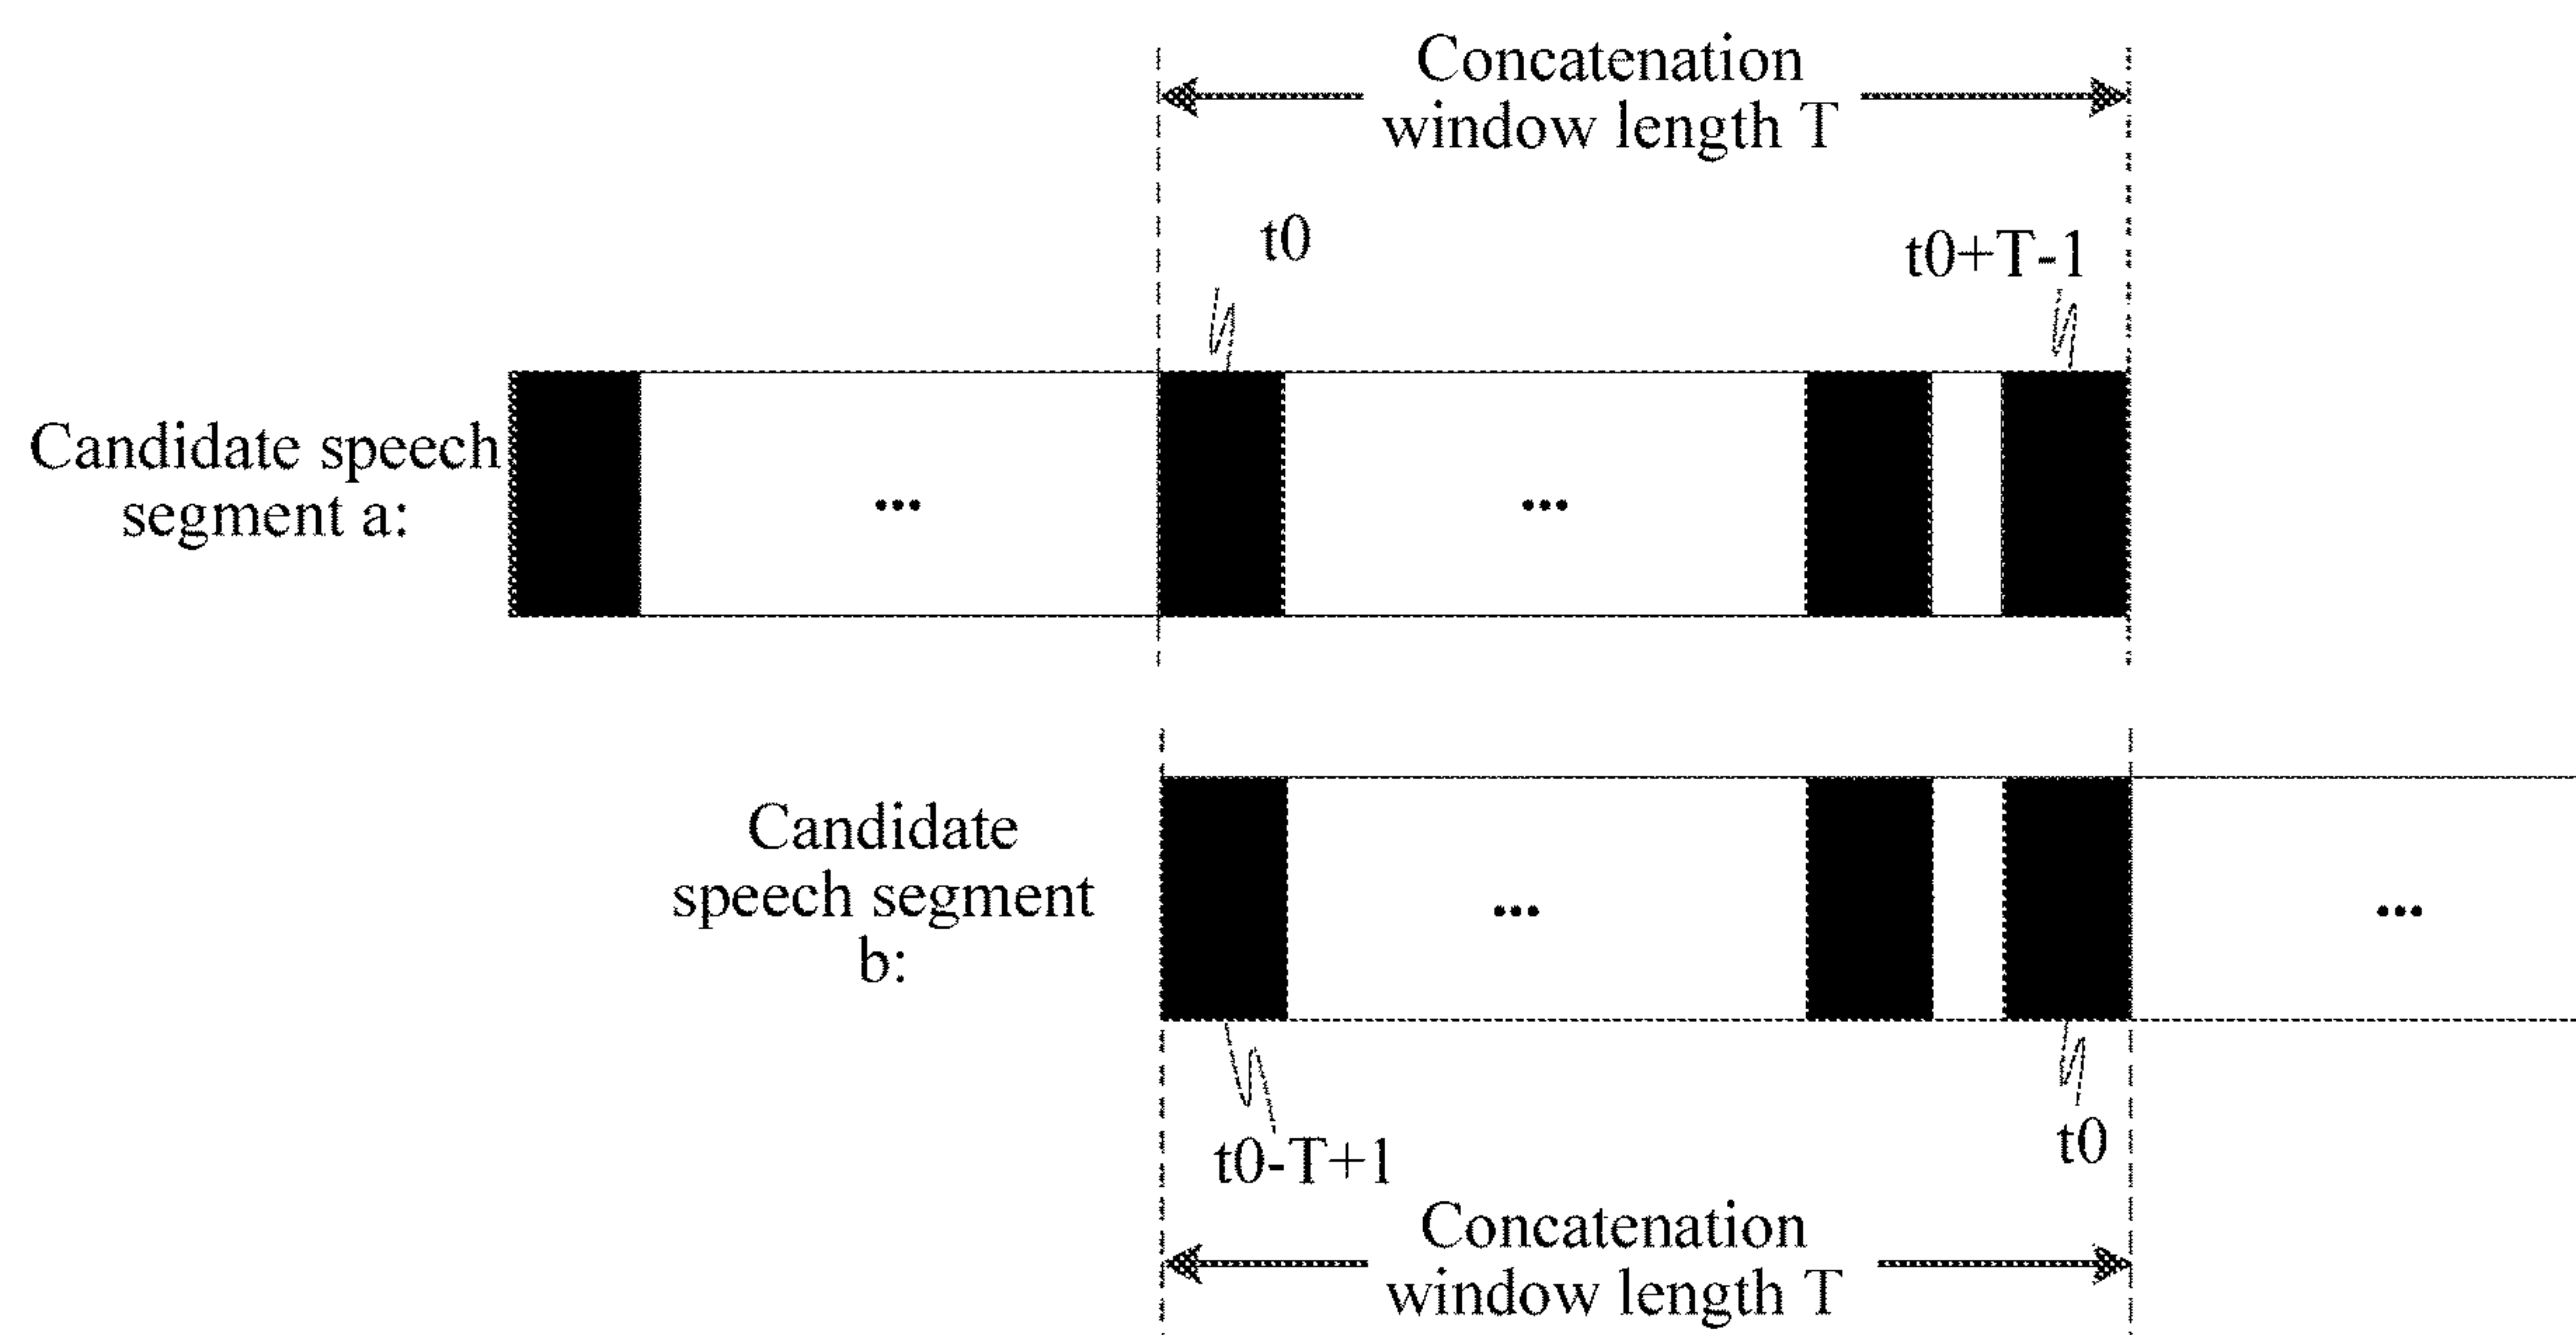 Concatenation
window length T
t0
t0+T-1
Candidate speech
segment a:
...
...
Candidate
speech segment
b:
...
...
t0-T+1
t0
Concatenation
window length T